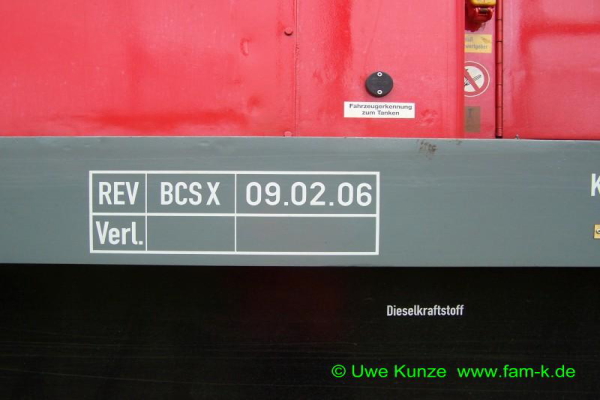 Fahrzeugerkennung
zum Tanken
REV BCS X 09.02.06
Verl.
K
Dieselkraftstoff
© Uwe Kunze www.fam-k.de